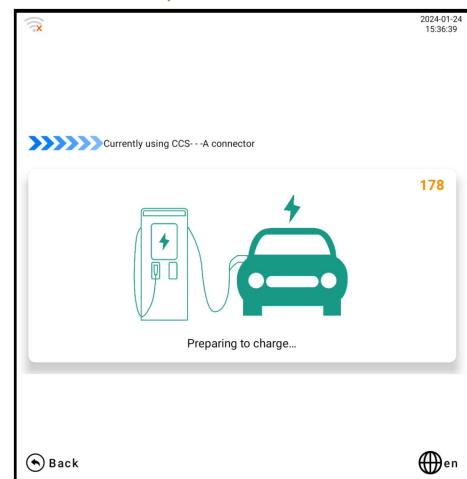 2024-01-24
15:36:39
Currently using CCS---A connector
178
Preparing to charge...
Back
en